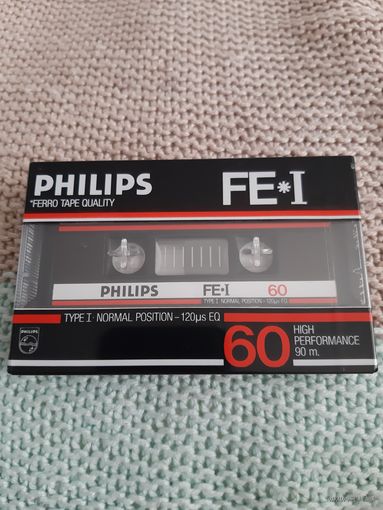 PHILIPS
*FERRO TAPE QUALITY
FE*I
PHILIPS FE·I 60
TYPE I NORMAL POSITION - 120µs EQ
TYPE I · NORMAL POSITION - 120µs EQ
PHILIPS
60
HIGH
PERFORMANCE
90 m.